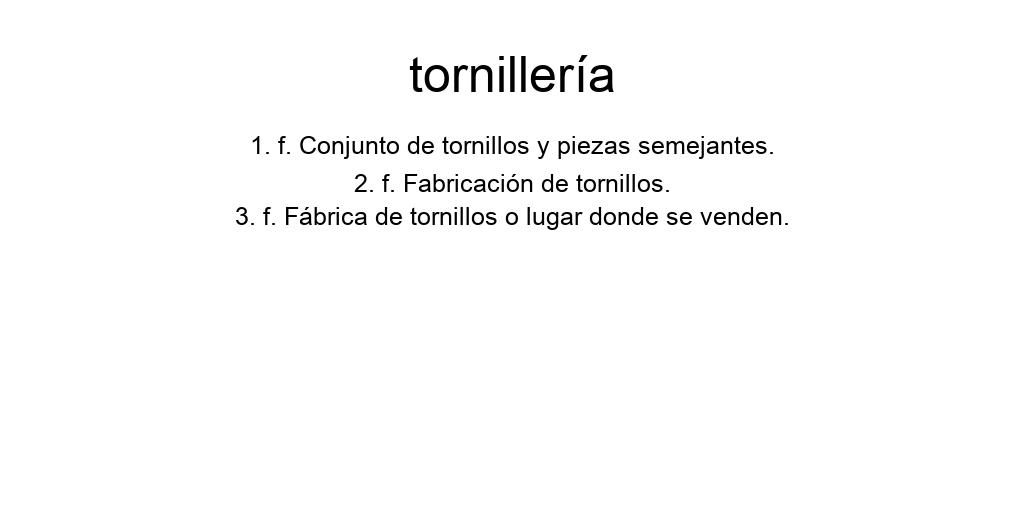 tornillería
1. f. Conjunto de tornillos y piezas semejantes.
2. f. Fabricación de tornillos.
3. f. Fábrica de tornillos o lugar donde se venden.